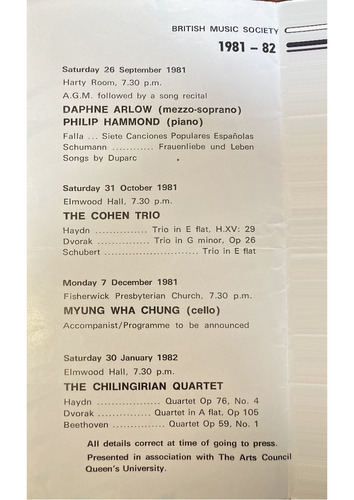 BRITISH MUSIC SOCIETY
1981 – 82
Saturday 26 September 1981
Harty Room, 7.30 p.m.
A.G.M. followed by a song recital
DAPHNE ARLOW (mezzo-soprano)
PHILIP HAMMOND (piano)
Falla ... Siete Canciones Populares Españolas
Schumann ............ Frauenliebe und Leben
Songs by Duparc
Saturday 31 October 1981
Elmwood Hall, 7.30 p.m.
THE COHEN TRIO
Haydn ............... Trio in E flat, H.XV: 29
Dvorak ............... Trio in G minor, Op 26
Schubert ........................... Trio in E flat
Monday 7 December 1981
Fisherwick Presbyterian Church, 7.30 p.m.
MYUNG WHA CHUNG (cello)
Accompanist/Programme to be announced
Saturday 30 January 1982
Elmwood Hall, 7.30 p.m.
THE CHILINGIRIAN QUARTET
Haydn .................. Quartet Op 76, No. 4
Dvorak ............... Quartet in A flat, Op 105
Beethoven ............. Quartet Op 59, No. 1
All details correct at time of going to press.
Presented in association with The Arts Council
Queen's University.